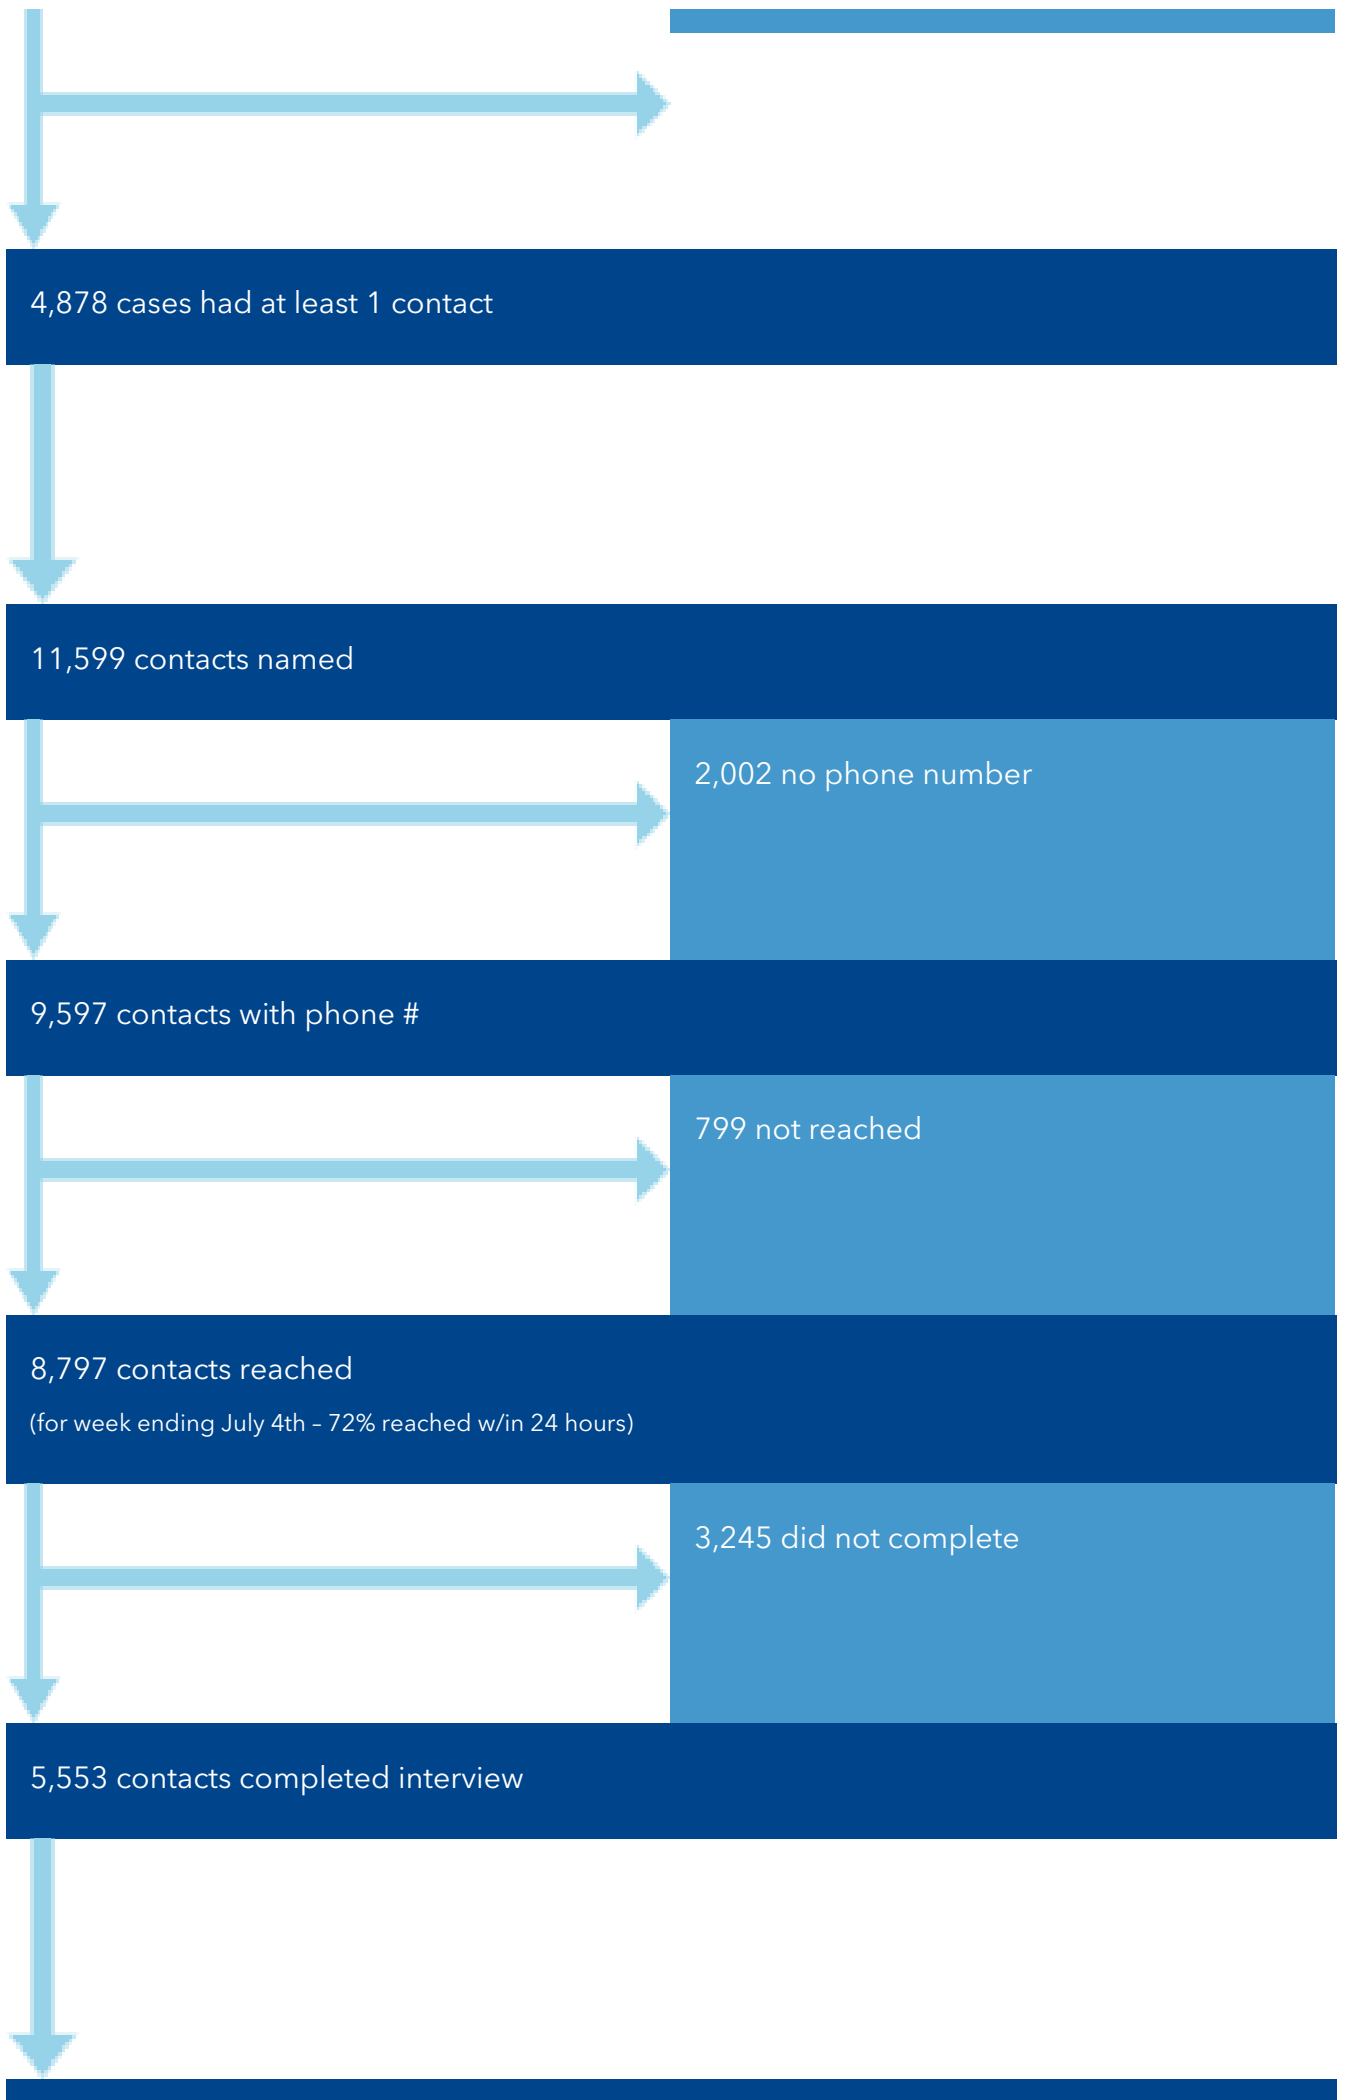 4,878 cases had at least 1 contact
11,599 contacts named
2,002 no phone number
9,597 contacts with phone #
799 not reached
8,797 contacts reached
(for week ending July 4th – 72% reached w/in 24 hours)
3,245 did not complete
5,553 contacts completed interview